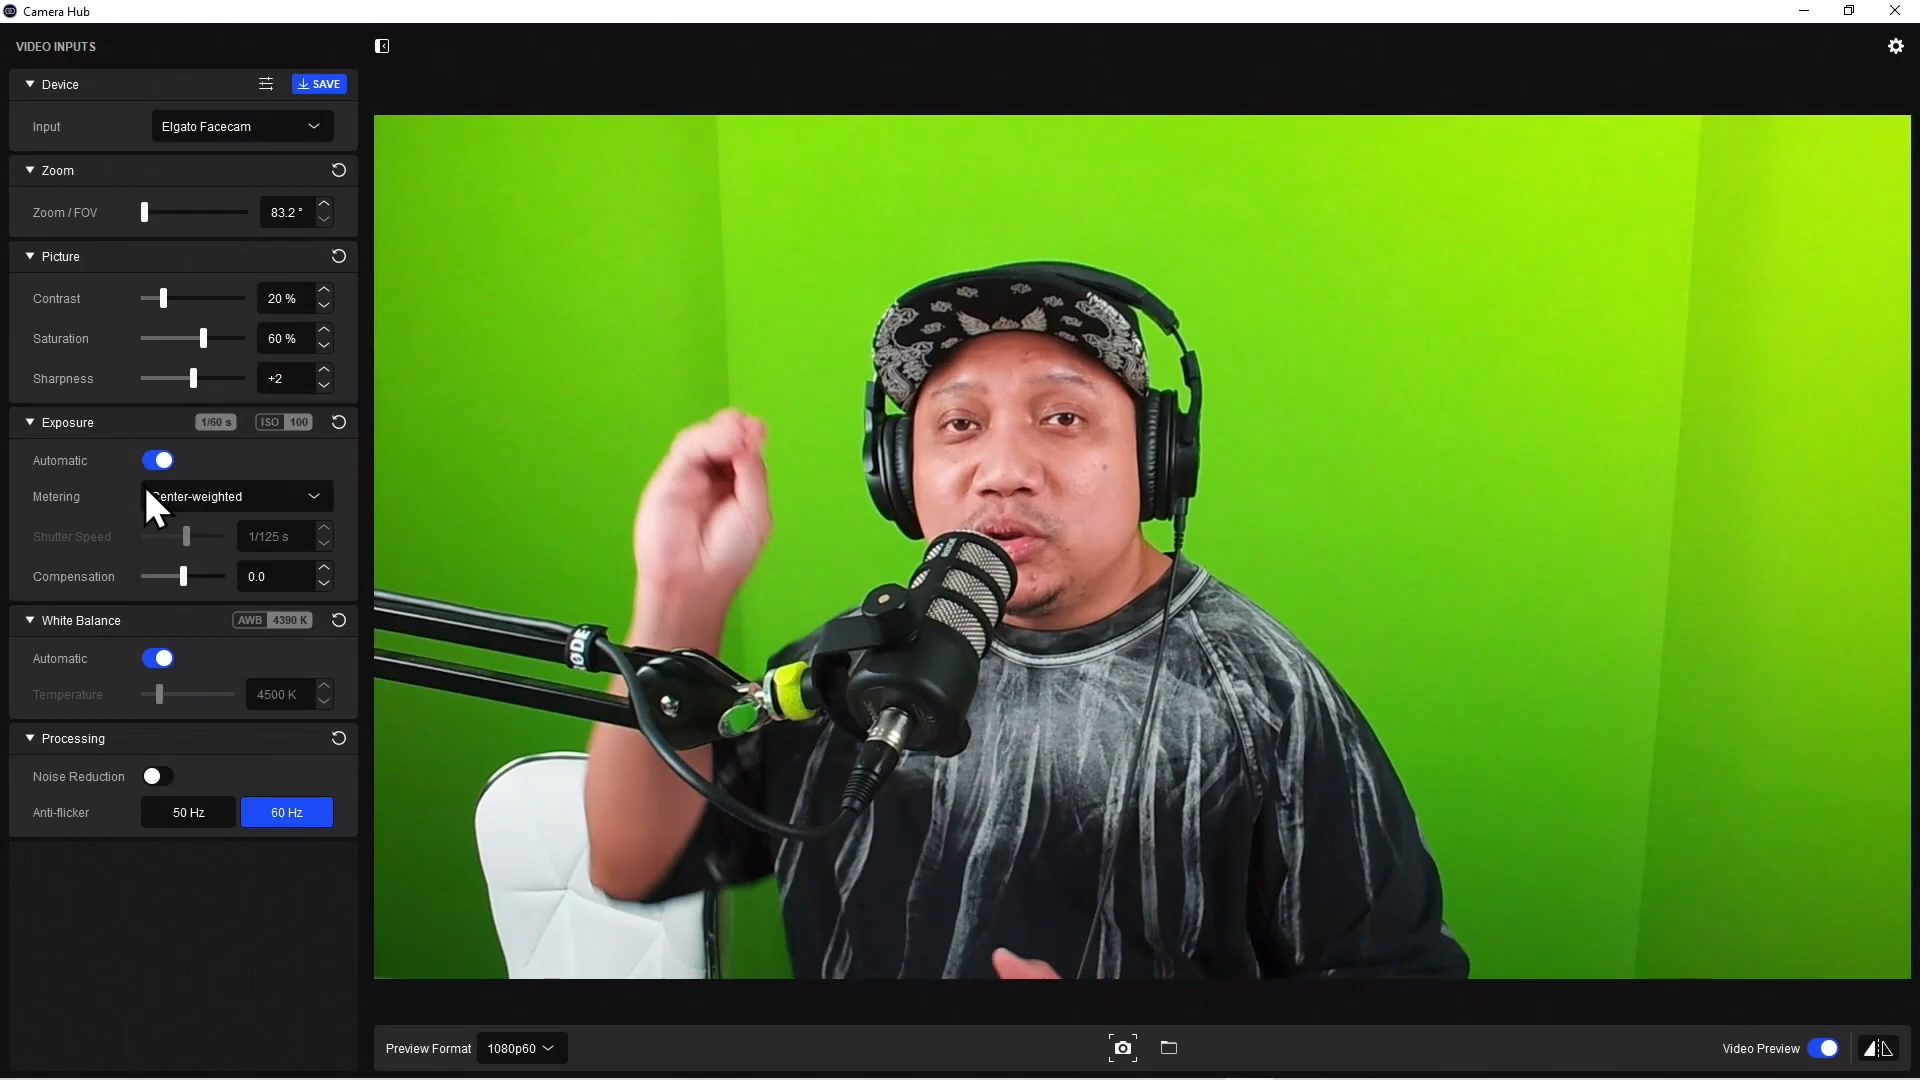 Camera Hub
VIDEO INPUTS
Device
SAVE
Input
Elgato Facecam
Zoom
Zoom / FOV
83.2 °
Picture
Contrast
20 %
Saturation
60 %
Sharpness
+2
Exposure
1/60 s
ISO 100
Automatic
Metering
enter-weighted
Shutter Speed
1/125 s
Compensation
0.0
White Balance
AWB 4390 K
Automatic
Temperature
4500 K
Processing
Noise Reduction
Anti-flicker
50 Hz
60 Hz
RØDE
Preview Format
1080p60
Video Preview